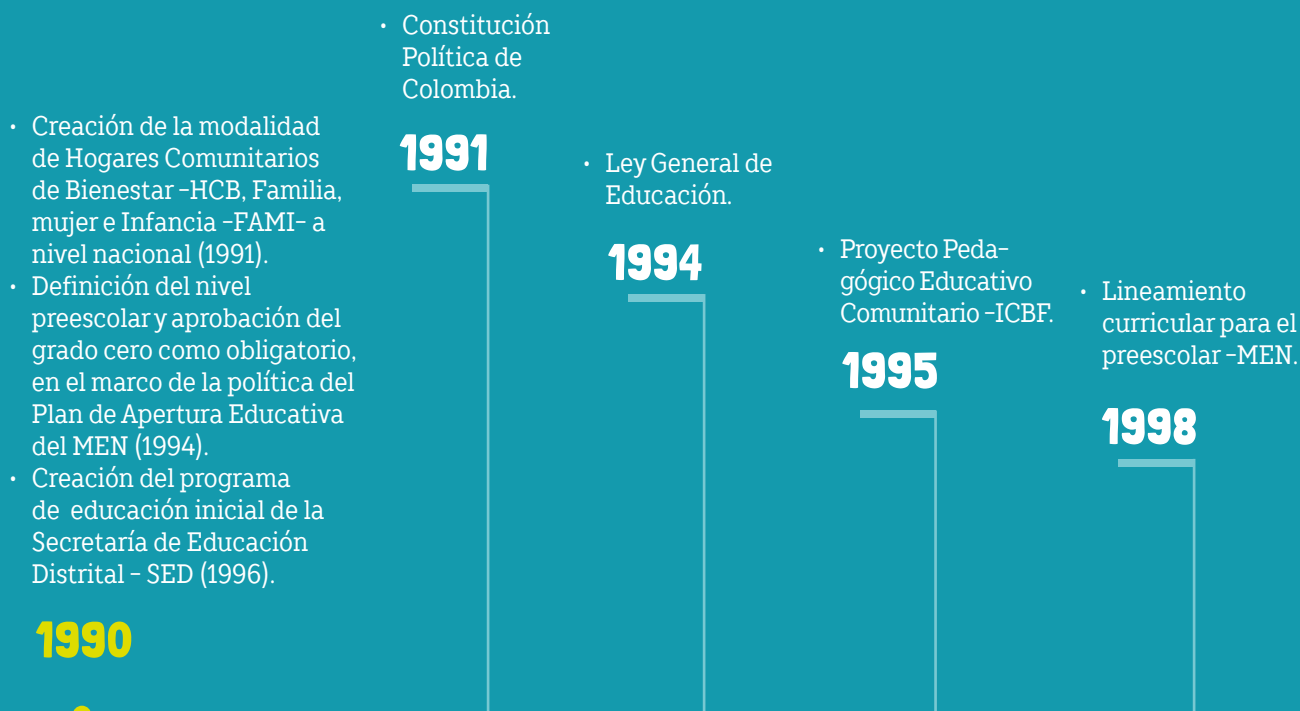 • Creación de la modalidad
de Hogares Comunitarios
de Bienestar –HCB, Familia,
mujer e Infancia –FAMI– a
nivel nacional (1991).
• Definición del nivel
preescolar y aprobación del
grado cero como obligatorio,
en el marco de la política del
Plan de Apertura Educativa
del MEN (1994).
• Creación del programa
de educación inicial de la
Secretaría de Educación
Distrital – SED (1996).
1990
• Constitución
Política de
Colombia.
1991
• Ley General de
Educación.
1994
• Proyecto Peda-
gógico Educativo
Comunitario –ICBF.
1995
• Lineamiento
curricular para el
preescolar –MEN.
1998